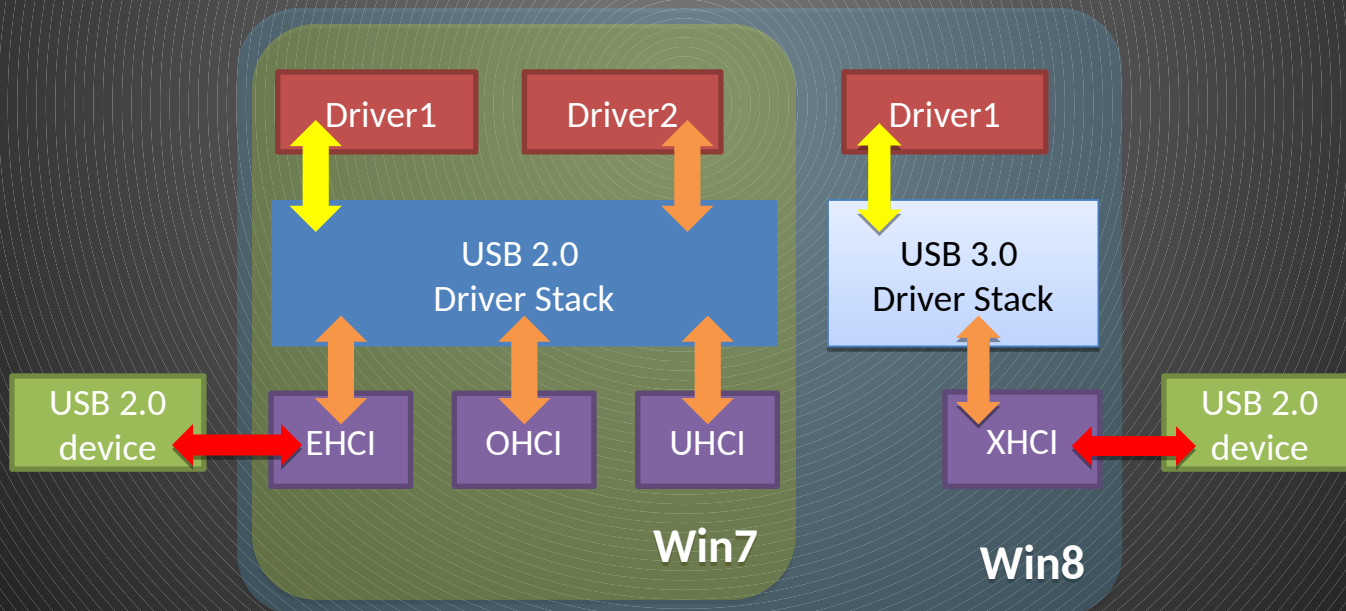 Driver1
Driver2
Driver1
USB 2.0
Driver Stack
USB 3.0
Driver Stack
USB 2.0
device
EHCI
OHCI
UHCI
XHCI
USB 2.0
device
Win7
Win8